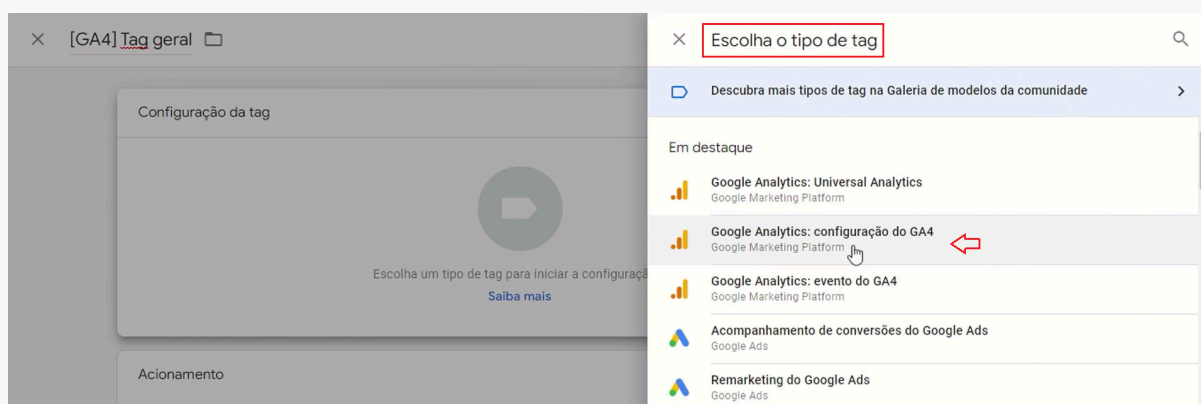 [GA4] Tag geral
Configuração da tag
Escolha um tipo de tag para iniciar a configuraçã
Saiba mais
Acionamento
Escolha o tipo de tag
Descubra mais tipos de tag na Galeria de modelos da comunidade
Em destaque
Google Analytics: Universal Analytics
Google Marketing Platform
Google Analytics: configuração do GA4
Google Marketing Platform
Google Analytics: evento do GA4
Google Marketing Platform
Acompanhamento de conversões do Google Ads
Google Ads
Remarketing do Google Ads
Google Ads